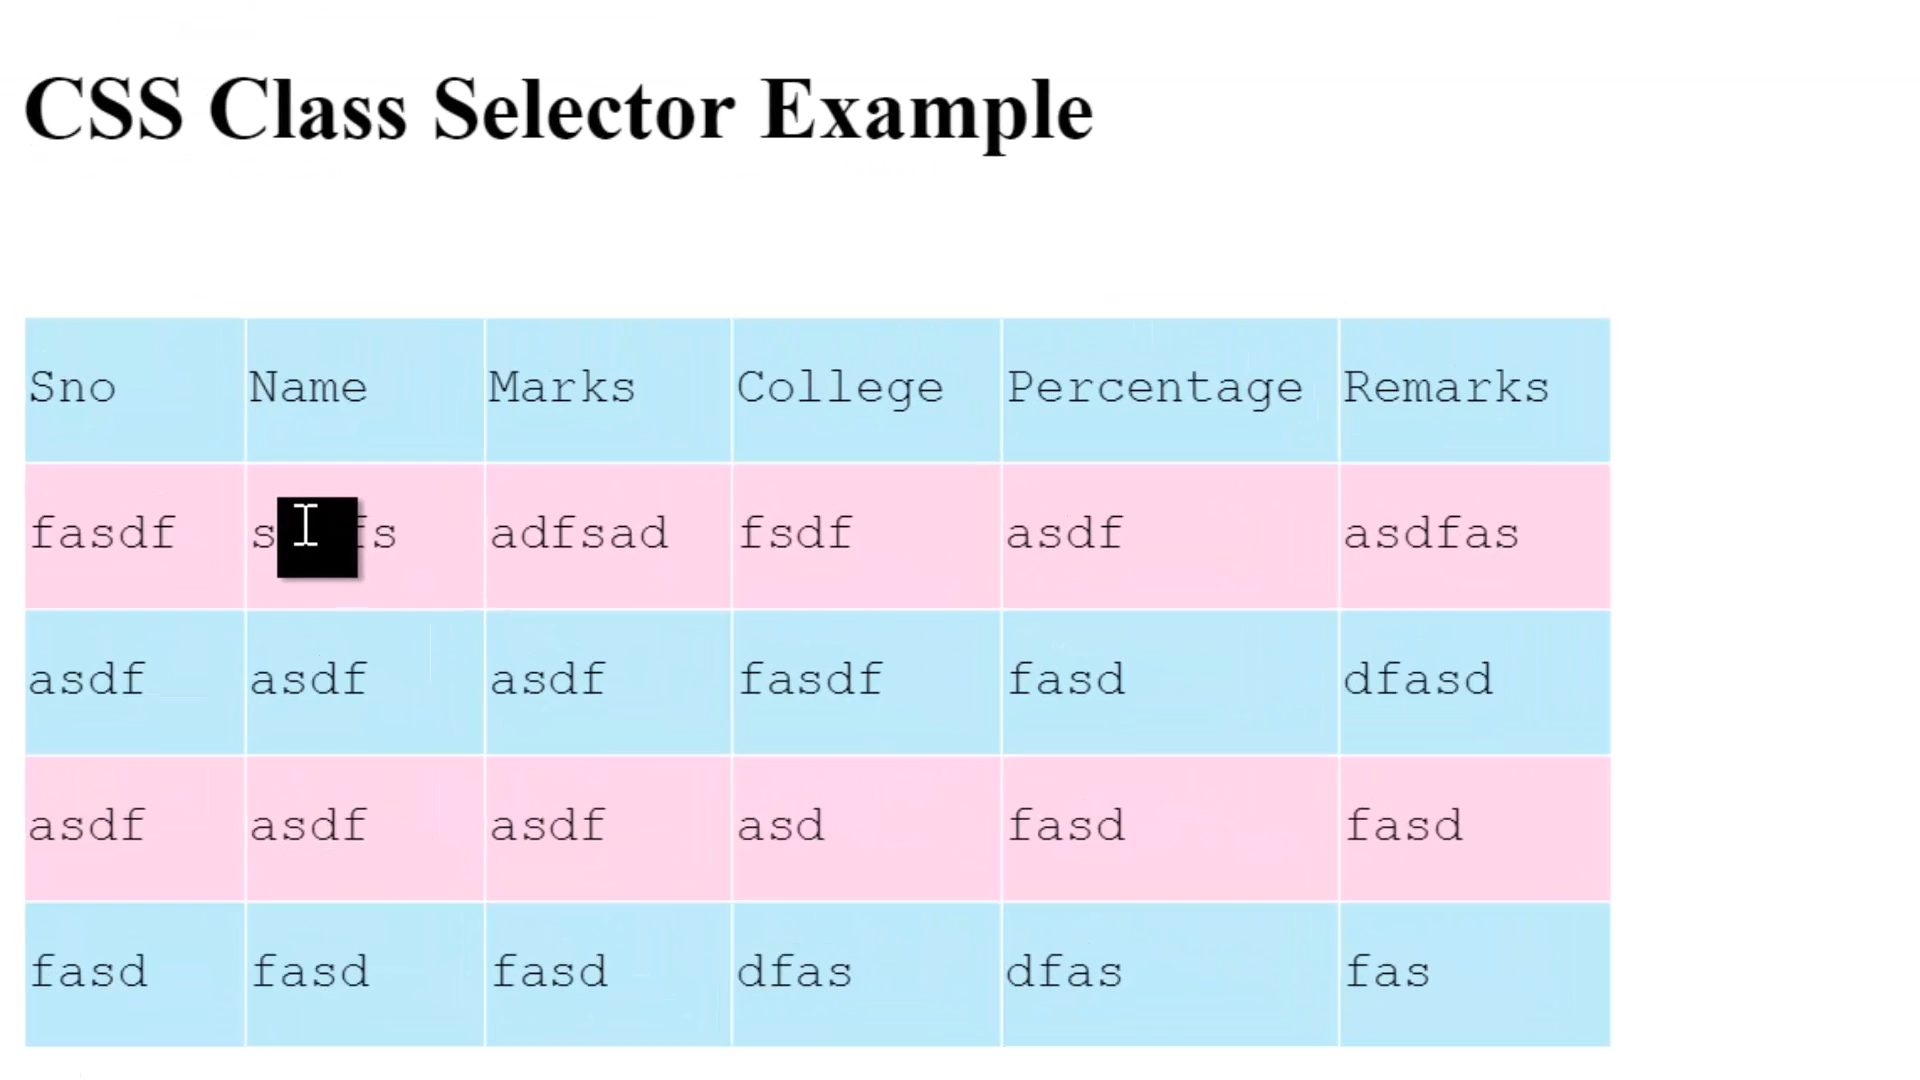 CSS Class Selector Example
Sno Name Marks College Percentage Remarks
fasdf adfsad fsdf asdf asdfas
asdf asdf asdf fasdf fasd dfasd
asdf asdf asdf asd fasd fasd
fasd fasd fasd dfas dfas fas